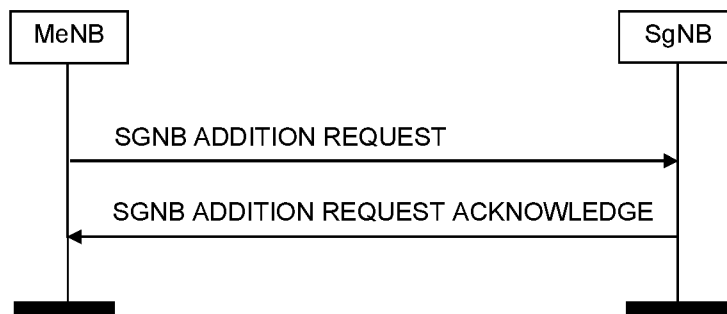 MeNB
SgNB
SGNB ADDITION REQUEST
SGNB ADDITION REQUEST ACKNOWLEDGE